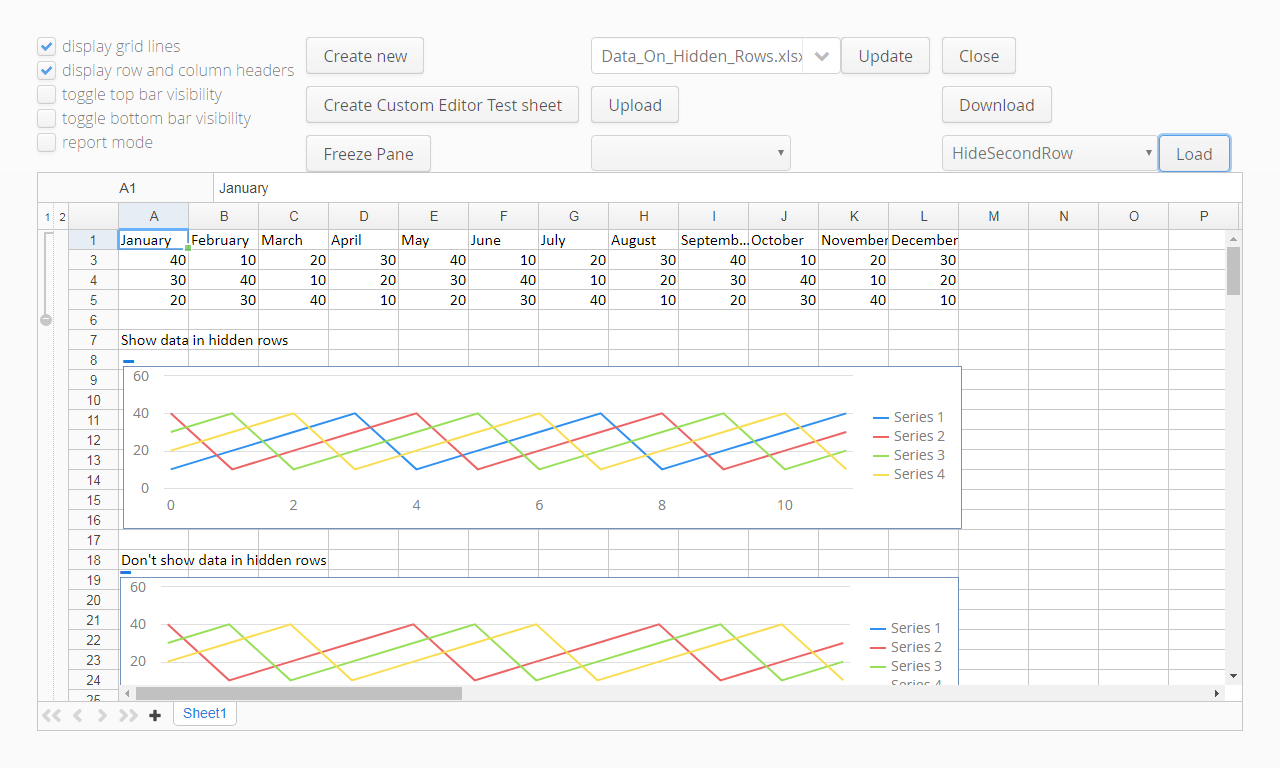 display grid lines
display row and column headers
toggle top bar visibility
toggle bottom bar visibility
report mode
Create new
Data_On_Hidden_Rows.xlsx
Update
Close
Create Custom Editor Test sheet
Upload
Download
Freeze Pane
HideSecondRow
Load
A1 January
1 2 A B C D E F G H I J K L M N O P
1 January February March April May June July August Septemb... October November December
3 40 10 20 30 40 10 20 30 40 10 20 30
4 30 40 10 20 30 40 10 20 30 40 10 20
5 20 30 40 10 20 30 40 10 20 30 40 10
6
7 Show data in hidden rows
8
9
10
11
12
13
14
15
16
60
40
20
0
0 2 4 6 8 10
Series 1
Series 2
Series 3
Series 4
17
18 Don't show data in hidden rows
19
20
21
22
23
24
25
60
40
20
Series 1
Series 2
Series 3
Series 4
Sheet1